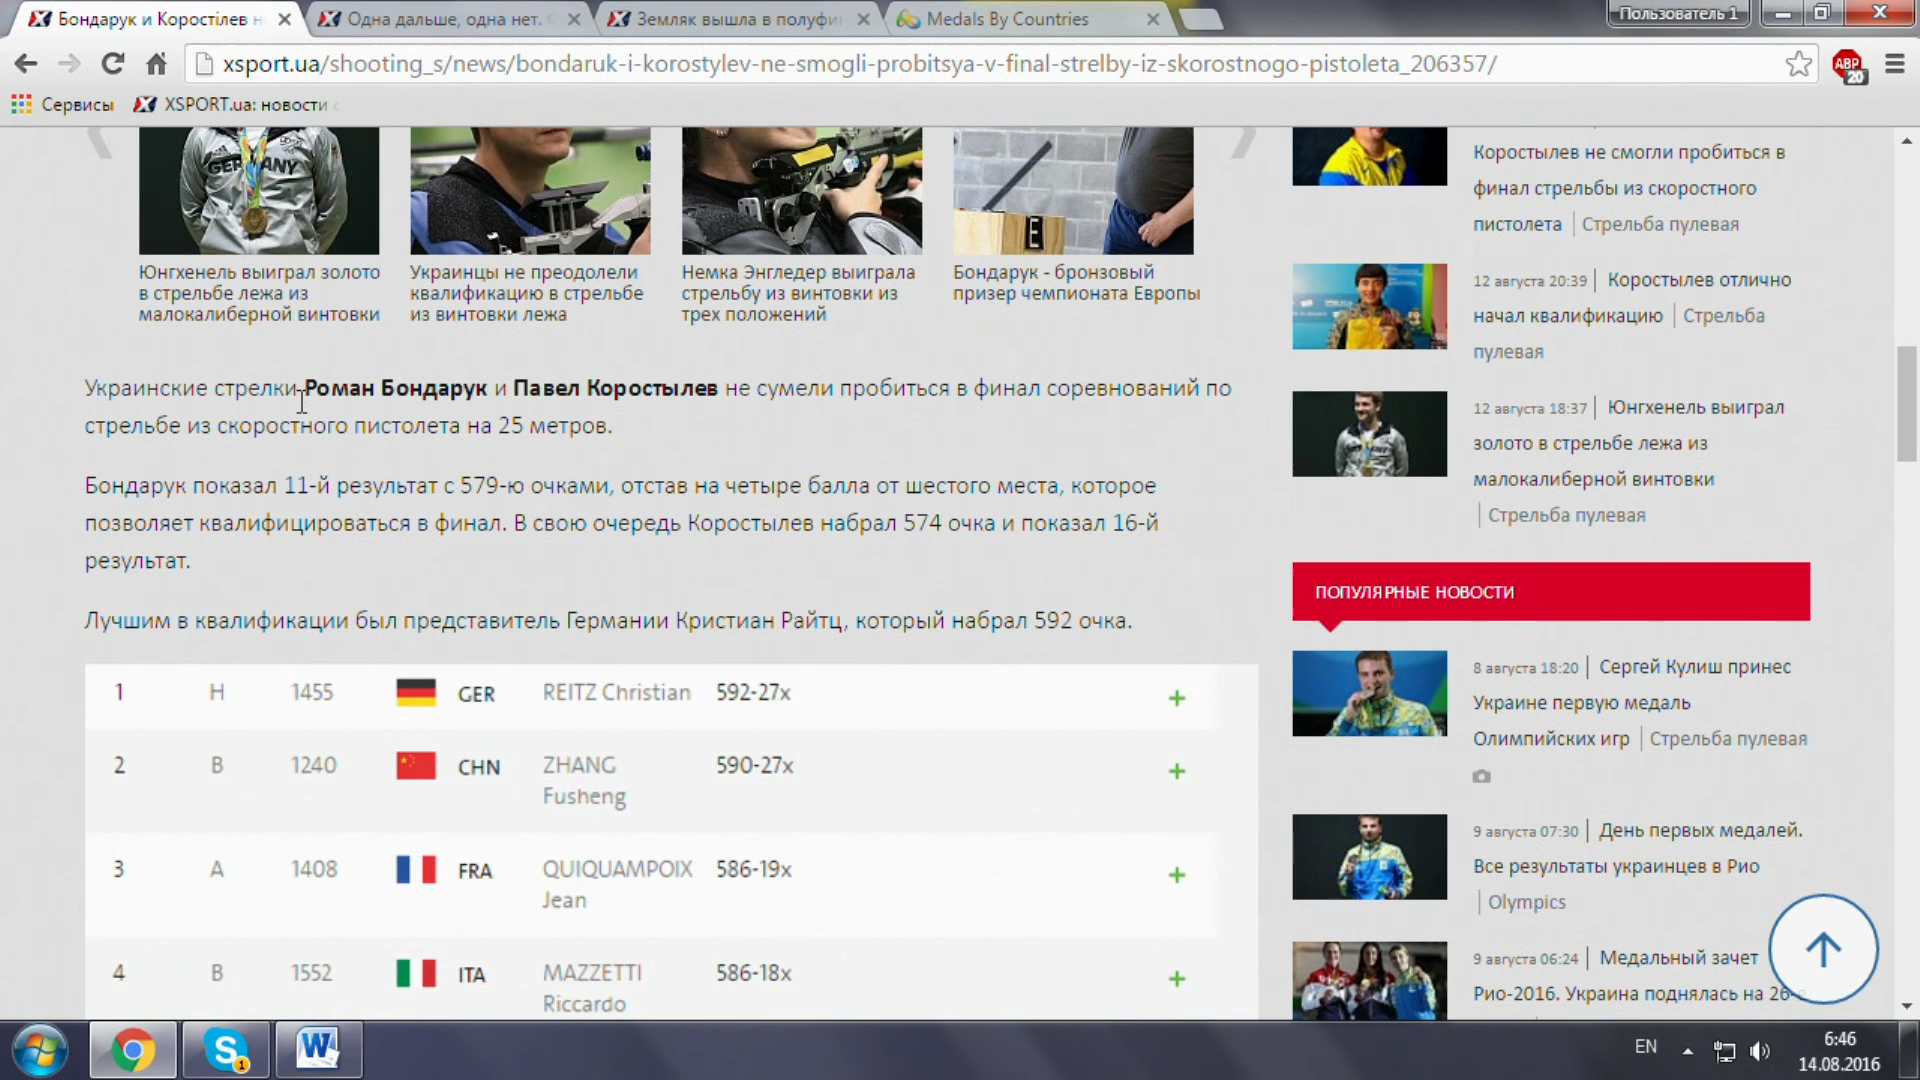 Бондарук и Коростілев н
Одна дальше, одна нет.
Земляк вышла в полуфи
Medals By Countries
Пользователь 1
xsport.ua/shooting_s/news/bondaruk-i-korostylev-ne-smogli-probitsya-v-final-strelby-iz-skorostnogo-pistoleta_206357/
ABP
20
Сервисы
XSPORT.ua: новости
GERMANY
E
Юнгхенель выиграл золото
в стрельбе лежа из
малокалиберной винтовки
Украинцы не преодолели
квалификацию в стрельбе
из винтовки лежа
Немка Энгледер выиграла
стрельбу из винтовки из
трех положений
Бондарук - бронзовый
призер чемпионата Европы
Украинские стрелки Роман Бондарук и Павел Коростылев не сумели пробиться в финал соревнований по
стрельбе из скоростного пистолета на 25 метров.
Бондарук показал 11-й результат с 579-ю очками, отстав на четыре балла от шестого места, которое
позволяет квалифицироваться в финал. В свою очередь Коростылев набрал 574 очка и показал 16-й
результат.
Лучшим в квалификации был представитель Германии Кристиан Райтц, который набрал 592 очка.
1 H 1455 GER REITZ Christian 592-27x +
2 B 1240 CHN ZHANG 590-27x +
Fusheng
3 A 1408 FRA QUIQUAMPOIX 586-19x +
Jean
4 B 1552 ITA MAZZETTI 586-18x +
Riccardo
Коростылев не смогли пробиться в
финал стрельбы из скоростного
пистолета | Стрельба пулевая
12 августа 20:39 | Коростылев отлично
начал квалификацию | Стрельба
пулевая
12 августа 18:37 | Юнгхенель выиграл
золото в стрельбе лежа из
малокалиберной винтовки
| Стрельба пулевая
ПОПУЛЯРНЫЕ НОВОСТИ
8 августа 18:20 | Сергей Кулиш принес
Украине первую медаль
Олимпийских игр | Стрельба пулевая
9 августа 07:30 | День первых медалей.
Все результаты украинцев в Рио
| Olympics
9 августа 06:24 | Медальный зачет
Рио-2016. Украина поднялась на 26-е
S
1
W
EN
6:46
14.08.2016